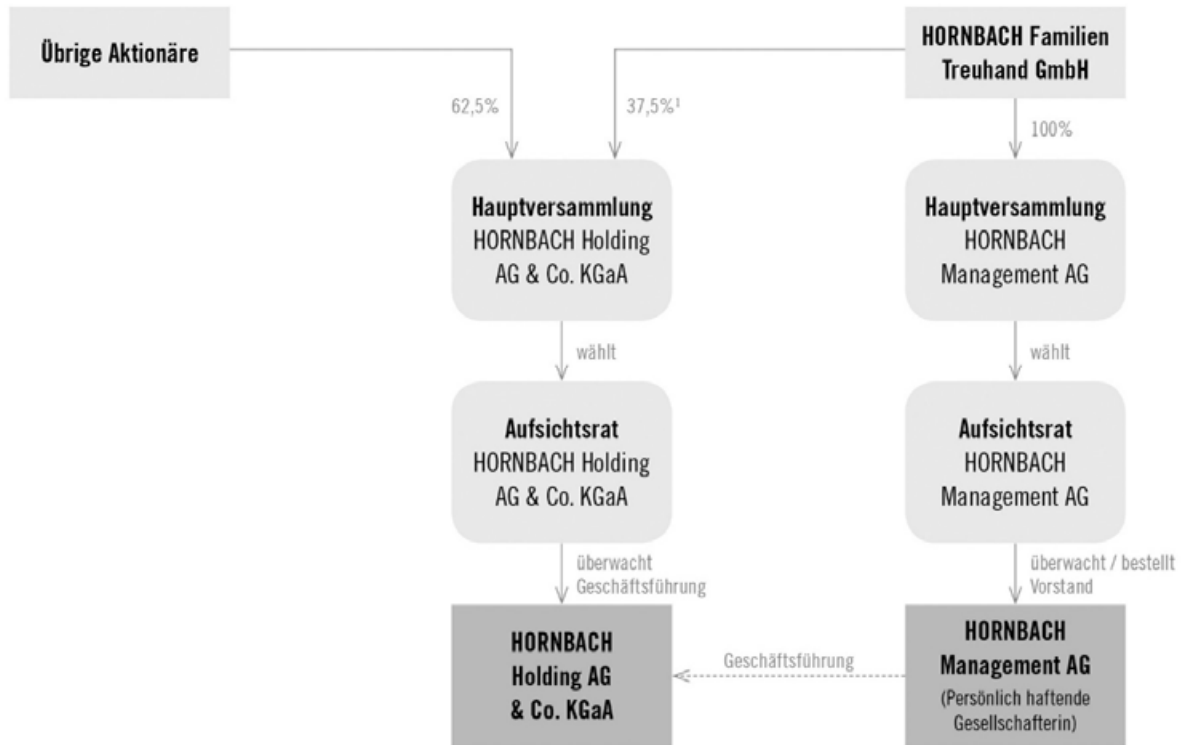 Übrige Aktionäre
HORNBACH Familien
Treuhand GmbH
62,5%
37,5%¹
100%
Hauptversammlung
HORNBACH Holding
AG & Co. KGaA
Hauptversammlung
HORNBACH
Management AG
wählt
wählt
Aufsichtsrat
HORNBACH Holding
AG & Co. KGaA
Aufsichtsrat
HORNBACH
Management AG
überwacht
Geschäftsführung
überwacht / bestellt
Vorstand
HORNBACH
Holding AG
& Co. KGaA
Geschäftsführung
HORNBACH
Management AG
(Persönlich haftende
Gesellschafterin)